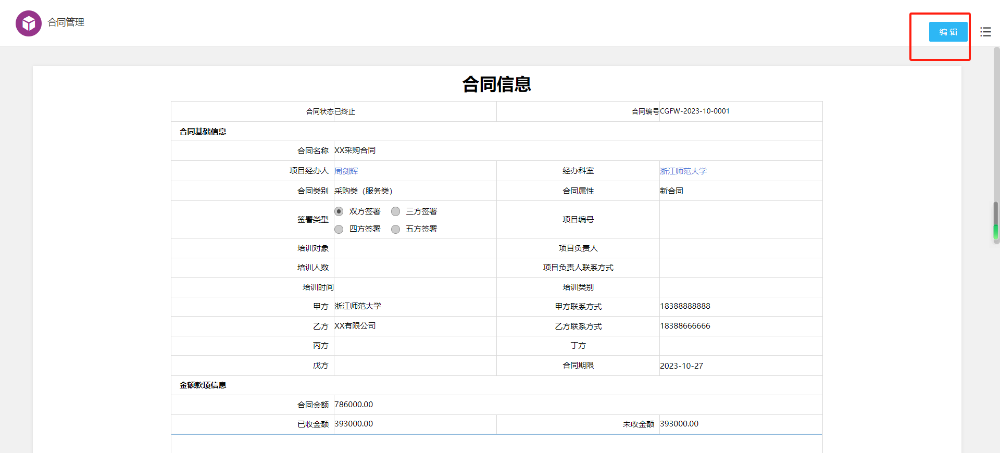 合同管理
编 辑
合同信息
合同状态 已终止 合同编号 CGFW-2023-10-0001
合同基础信息
合同名称 XX采购合同
项目经办人 周剑辉 经办科室 浙江师范大学
合同类别 采购类（服务类） 合同属性 新合同
签署类型 双方签署 三方签署 项目编号
四方签署 五方签署
培训对象 项目负责人
培训人数 项目负责人联系方式
培训时间 培训类别
甲方 浙江师范大学 甲方联系方式 18388888888
乙方 XX有限公司 乙方联系方式 18388666666
丙方 丁方
戊方 合同期限 2023-10-27
金额款项信息
合同金额 786000.00
已收金额 393000.00 未收金额 393000.00